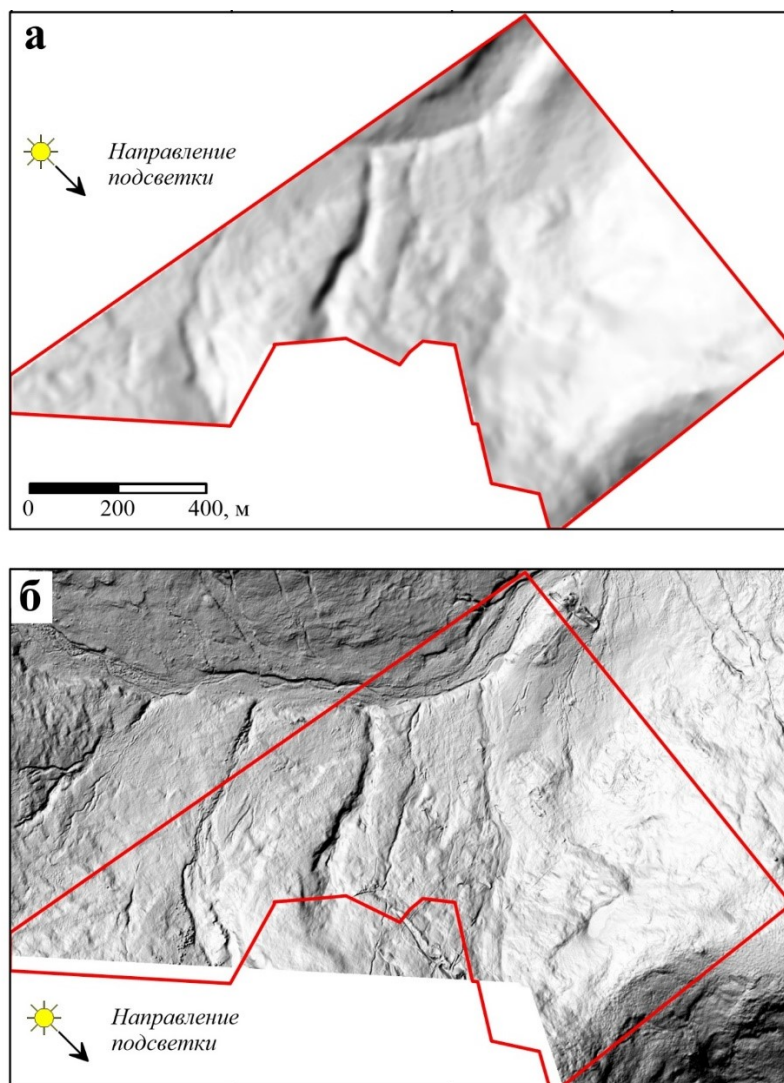 а
Направление
подсветки
0 200 400, м
б
Направление
подсветки